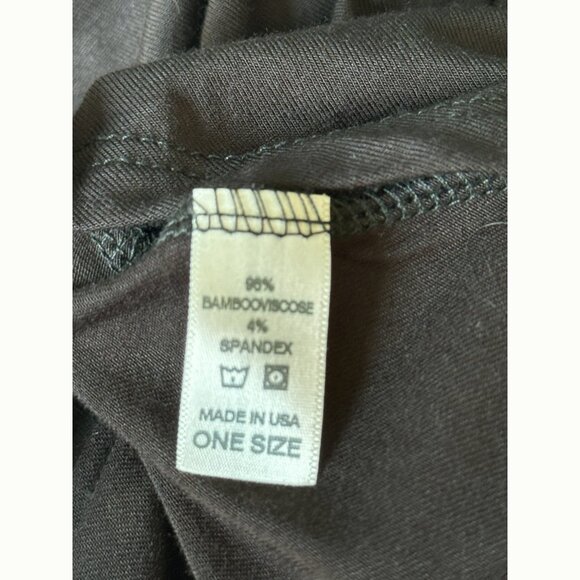 96%
BAMBOOVISCOSE
4%
SPANDEX
MADE IN USA
ONE SIZE